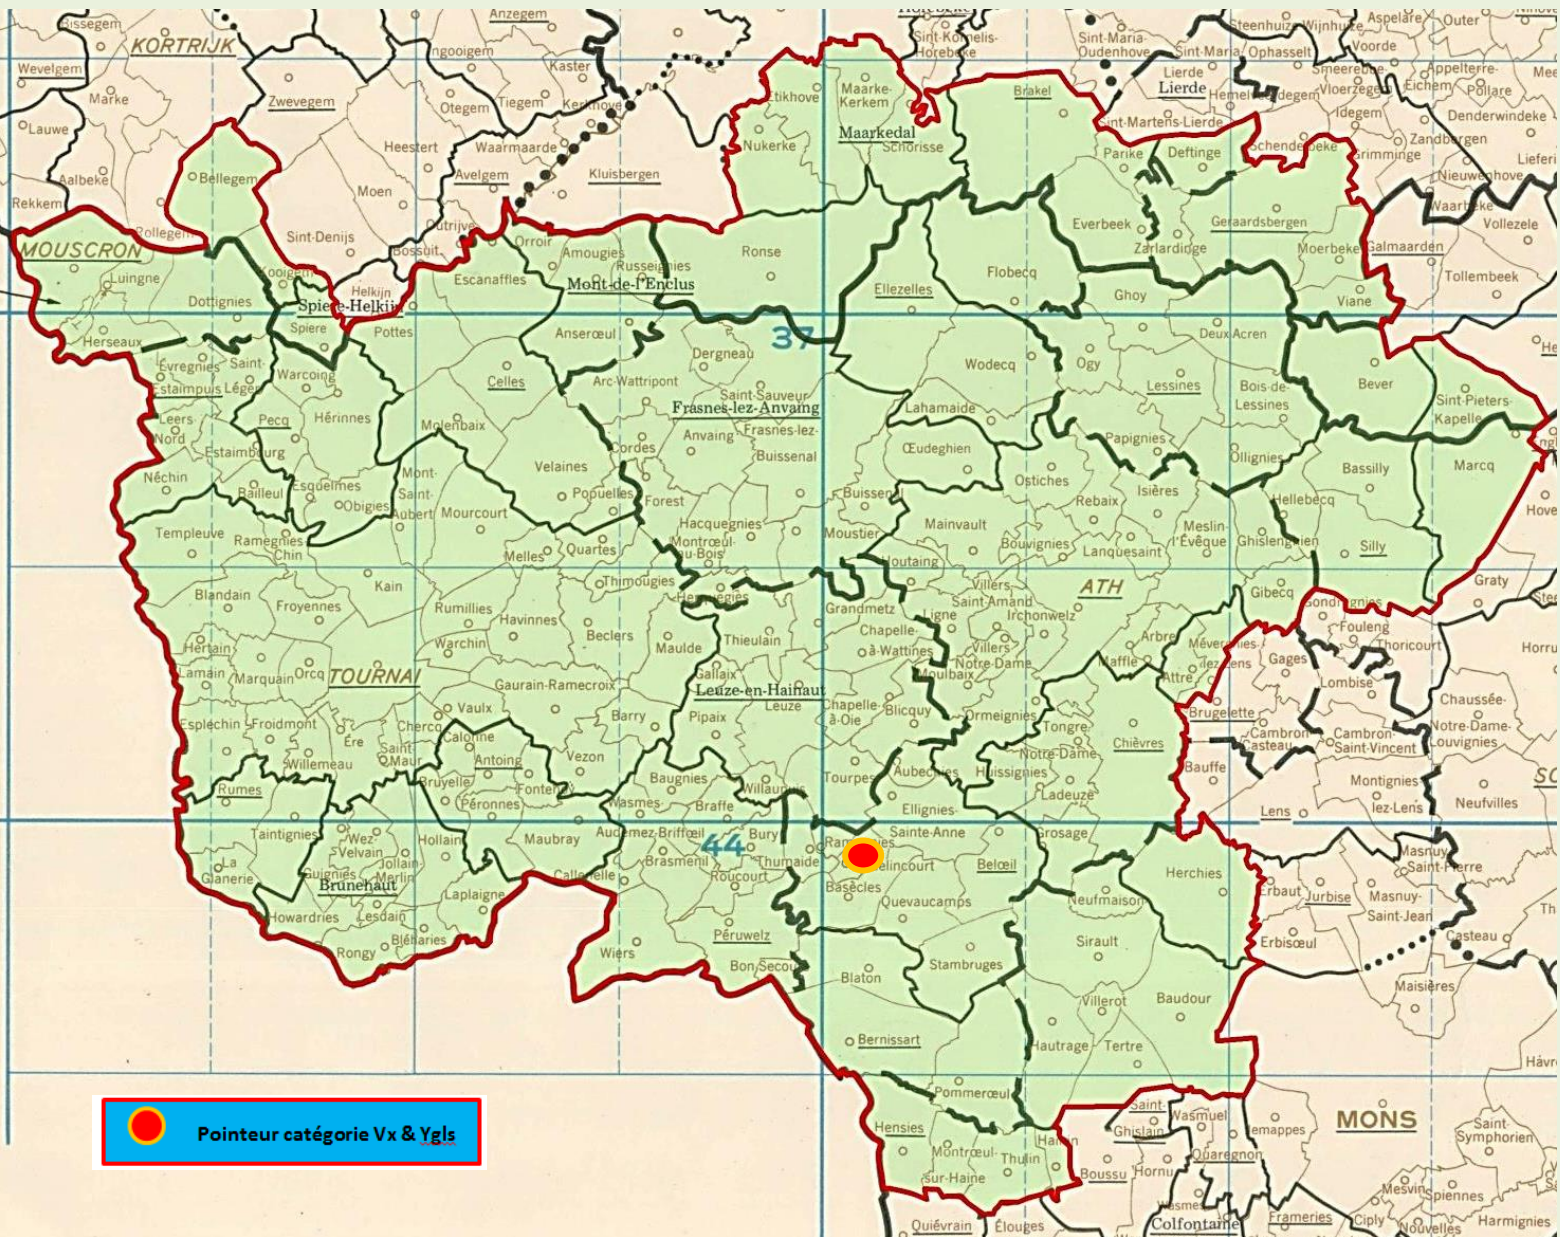 Bissegem
Anzegem
KORTRIJK
Ingooigem
Wevelgem
Marke
Zwevegem
Kaster
Otegem
Tiegem
Kerkhove
Lauwe
Heestert
Waarmaarde
Aalbeke
Bellegem
Avelgem
Kluisbergen
Moen
Rekkem
Sint-Denijs
Bossuit
Outrijve
Orroir
Sint-Kornelis-
Horebeke
Etikhove
Maarke-
Kerkem
Nukerke
Maarkedal
Schorisse
Brakel
Sint-Maria-
Oudenhove
Steenhuize
Wijnhuize
Aspelare
Outer
Sint-Maria
Ophasselt
Voorde
Lierde
Lierde
Smeerebbe-
Vloerzegem
Appelterre-
Eichem
Pollare
Sint-Martens-Lierde
Idegem
Denderwindeke
Zandbergen
Grimminge
Nieuwenhove
Parike
Deftinge
Schendelbeke
Waarbeke
Vollezele
Geraardsbergen
Everbeek
Zarlardinge
Moerbeke
Galmaarden
Tollembeek
MOUSCRON
Rollegem
Luingne
Kooigem
Dottignies
Helkijn
Spiere-Helkijn
Spiere
Pottes
Herseaux
Escanaffles
Amougies
Russeignies
Mont-de-l'Enclus
Ronse
Ellezelles
Flobecq
Ghoy
Viane
Deux Acren
Anserœul
37
Dergneau
Wodecq
Ogy
Évregnies
Saint-
Léger
Estaimpuis
Warcoing
Celles
Arc-Wattripont
Saint-Sauveur
Frasnes-lez-Anvaing
Lahamaide
Lessines
Bois-de-
Lessines
Bever
Sint-Pieters-
Kapelle
Leers-
Nord
Pecq
Hérinnes
Molenbaix
Cordes
Anvaing
Frasnes-lez-
Buissenal
Œudeghien
Papignies
Ollignies
Estaimbourg
Néchin
Bailleul
Esquelmes
Obigies
Mont-
Saint-
Aubert
Velaines
Popuelles
Forest
Ostiches
Rebaix
Isières
Bassilly
Marcq
Hellebecq
Templeuve
Ramegnies-
Chin
Mourcourt
Melles
Quartes
Hacquegnies
Montrœul-
au-Bois
Moustier
Mainvault
Bouvignies
Lanquesaint
Meslin-
l'Évêque
Ghislenghien
Silly
Hove
Kain
Thimougies
Houtaing
ATH
Gibecq
Graty
Blandain
Froyennes
Rumillies
Havinnes
Beclers
Grandmetz
Ligne
Villers-
Saint-Amand
Irchonwelz
Fouleng
Thoricourt
Hertain
Warchin
Maulde
Thieulain
Chapelle-
à-Wattines
Villers-
Notre-Dame
Arbre
Maffle
Attre
Gages
Lombise
Lamain
Marquain
Orcq
TOURNAI
Gaurain-Ramecroix
Gallaix
Leuze-en-Hainaut
Leuze
Moulbaix
Brugelette
Chaussée-
Notre-Dame-
Louvignies
Vaulx
Barry
Pipaix
Chapelle-
à-Oie
Blicquy
Ormeignies
Tongre-
Notre-Dame
Chièvres
Cambron-
Casteau
Cambron-
Saint-Vincent
Esplechin
Froidmont
Ére
Chercq
Calonne
Saint-
Maur
Willemeau
Antoing
Vezon
Bauffe
Montignies-
lez-Lens
Rumes
Bruyelle
Fontenoy
Péronnes
Baugnies
Willaupuis
Tourpes
Aubechies
Huissignies
Ladeuze
Lens
Neufvilles
Taintignies
Wez-
Velvain
Hollain
Maubray
Wasmes-
Audemez-Briffœil
Braffe
Bury
Ellignies-
Sainte-Anne
Grosage
La
Glanerie
Guignies
Jollain-
Merlin
Brunehaut
Laplaigne
Callenelle
Brasmenil
44
Roucourt
Thumaide
Basècles
Belœil
Herchies
Masnuy-
Saint-Pierre
Howardries
Lesdain
Quevaucamps
Neufmaison
Erbaut
Jurbise
Masnuy-
Saint-Jean
Rongy
Bléharies
Wiers
Péruwelz
Bon Secours
Sirault
Erbisœul
Casteau
Blaton
Stambruges
Villerot
Baudour
Maisières
Bernissart
Hautrage
Tertre
Pommerœul
Hensies
Montrœul-
sur-Haine
Thulin
Saint-
Ghislain
Wasmuel
Jemappes
MONS
Saint-
Symphorien
Boussu
Hornu
Quaregnon
Mesvin
Spiennes
Wasmes
Quiévrain
Élouges
Colfontaine
Frameries
Ciply
Nouvelles
Harmignies
Pointeur catégorie Vx & Ygls